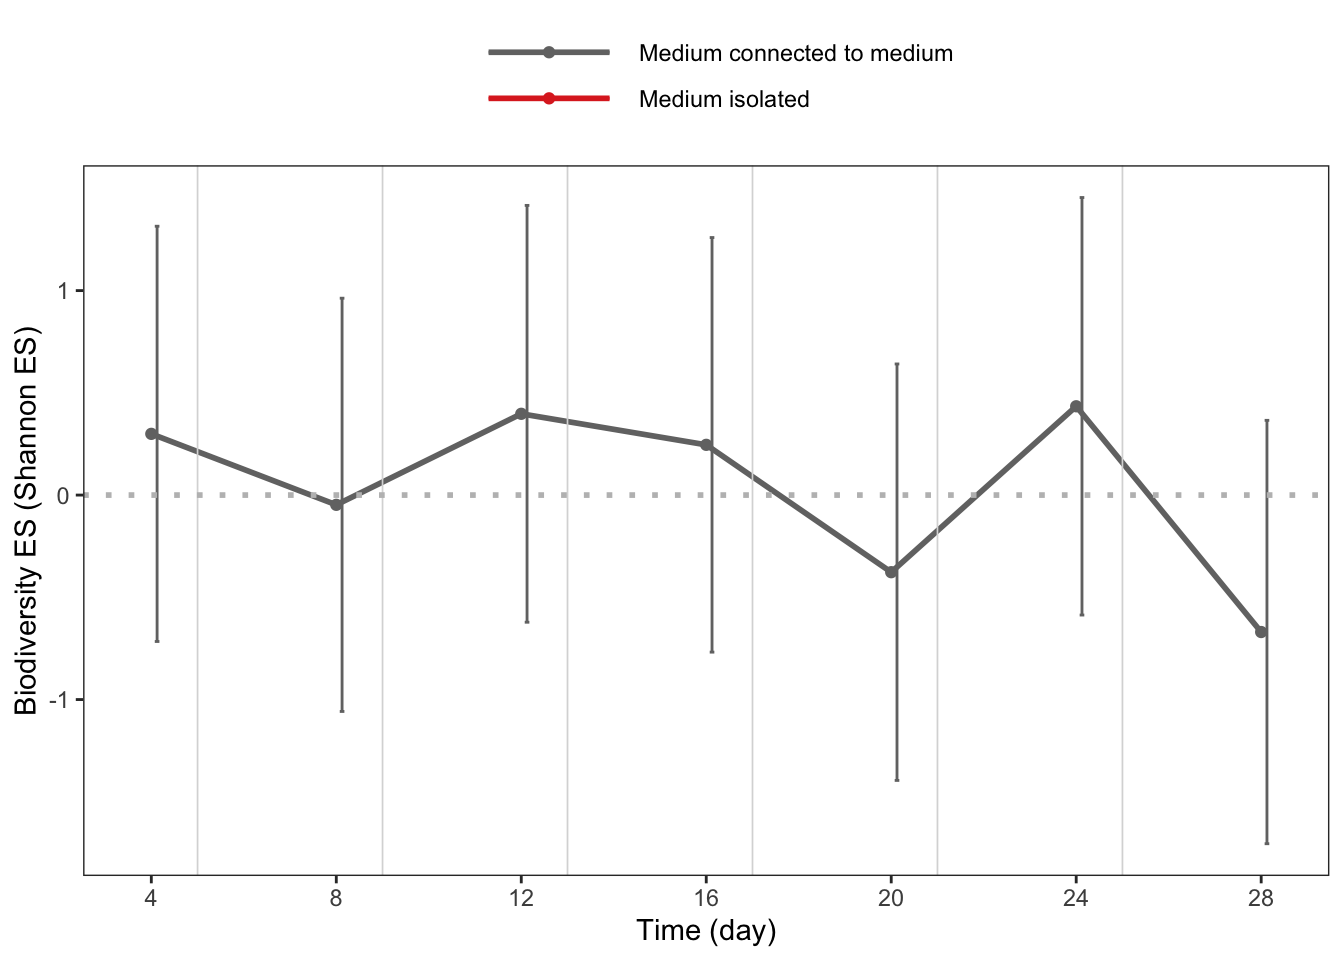 Medium connected to medium
Medium isolated
Biodiversity ES (Shannon ES)
1
0
-1
4 8 12 16 20 24 28
Time (day)